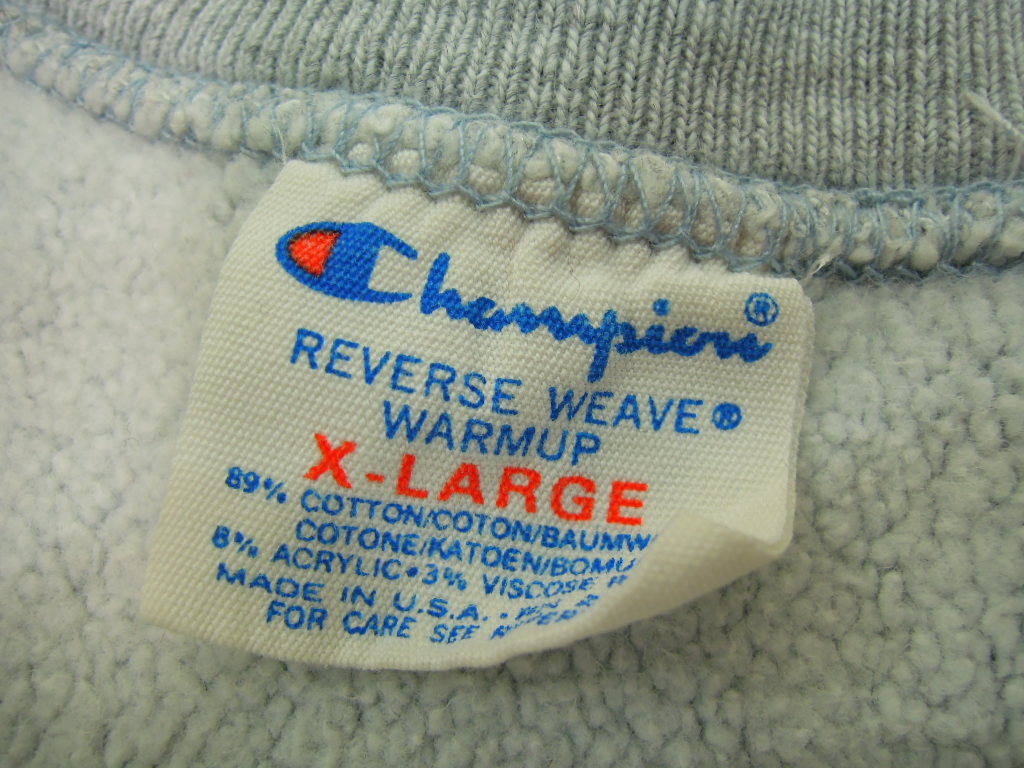 Champion®
REVERSE WEAVE®
WARMUP
X-LARGE
89% COTTON/COTON/BAUMW
COTONE/KATOEN/BOMU
8% ACRYLIC•3% VISCOSE
MADE IN U.S.A.
FOR CARE SEE